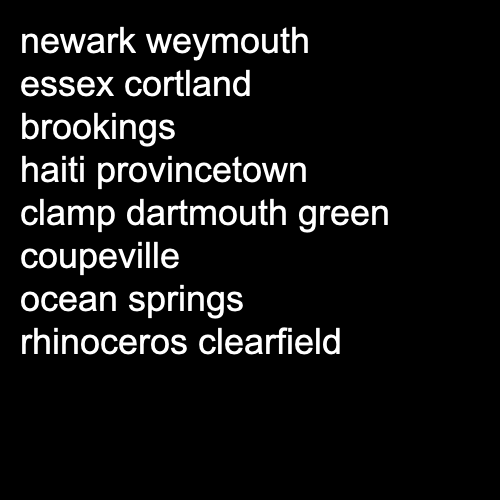 newark weymouth
essex cortland
brookings
haiti provincetown
clamp dartmouth green
coupeville
ocean springs
rhinoceros clearfield